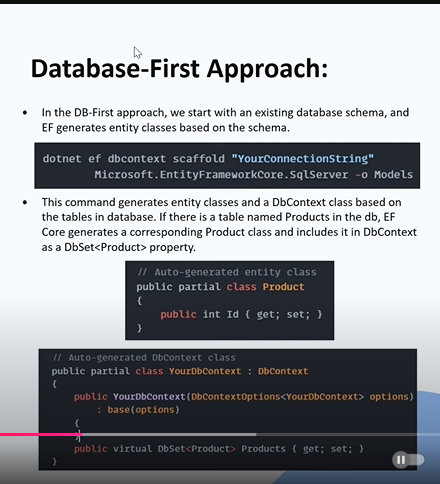 Database-First Approach:
• In the DB-First approach, we start with an existing database schema, and
EF generates entity classes based on the schema.
dotnet ef dbcontext scaffold "YourConnectionString"
Microsoft.EntityFrameworkCore.SqlServer -o Models
• This command generates entity classes and a DbContext class based on
the tables in database. If there is a table named Products in the db, EF
Core generates a corresponding Product class and includes it in DbContext
as a DbSet<Product> property.
// Auto-generated entity class
public partial class Product
{
public int Id { get; set; }
}
// Auto-generated DbContext class
public partial class YourDbContext : DbContext
{
public YourDbContext(DbContextOptions<YourDbContext> options)
: base(options)
{
}
public virtual DbSet<Product> Products { get; set; }
}